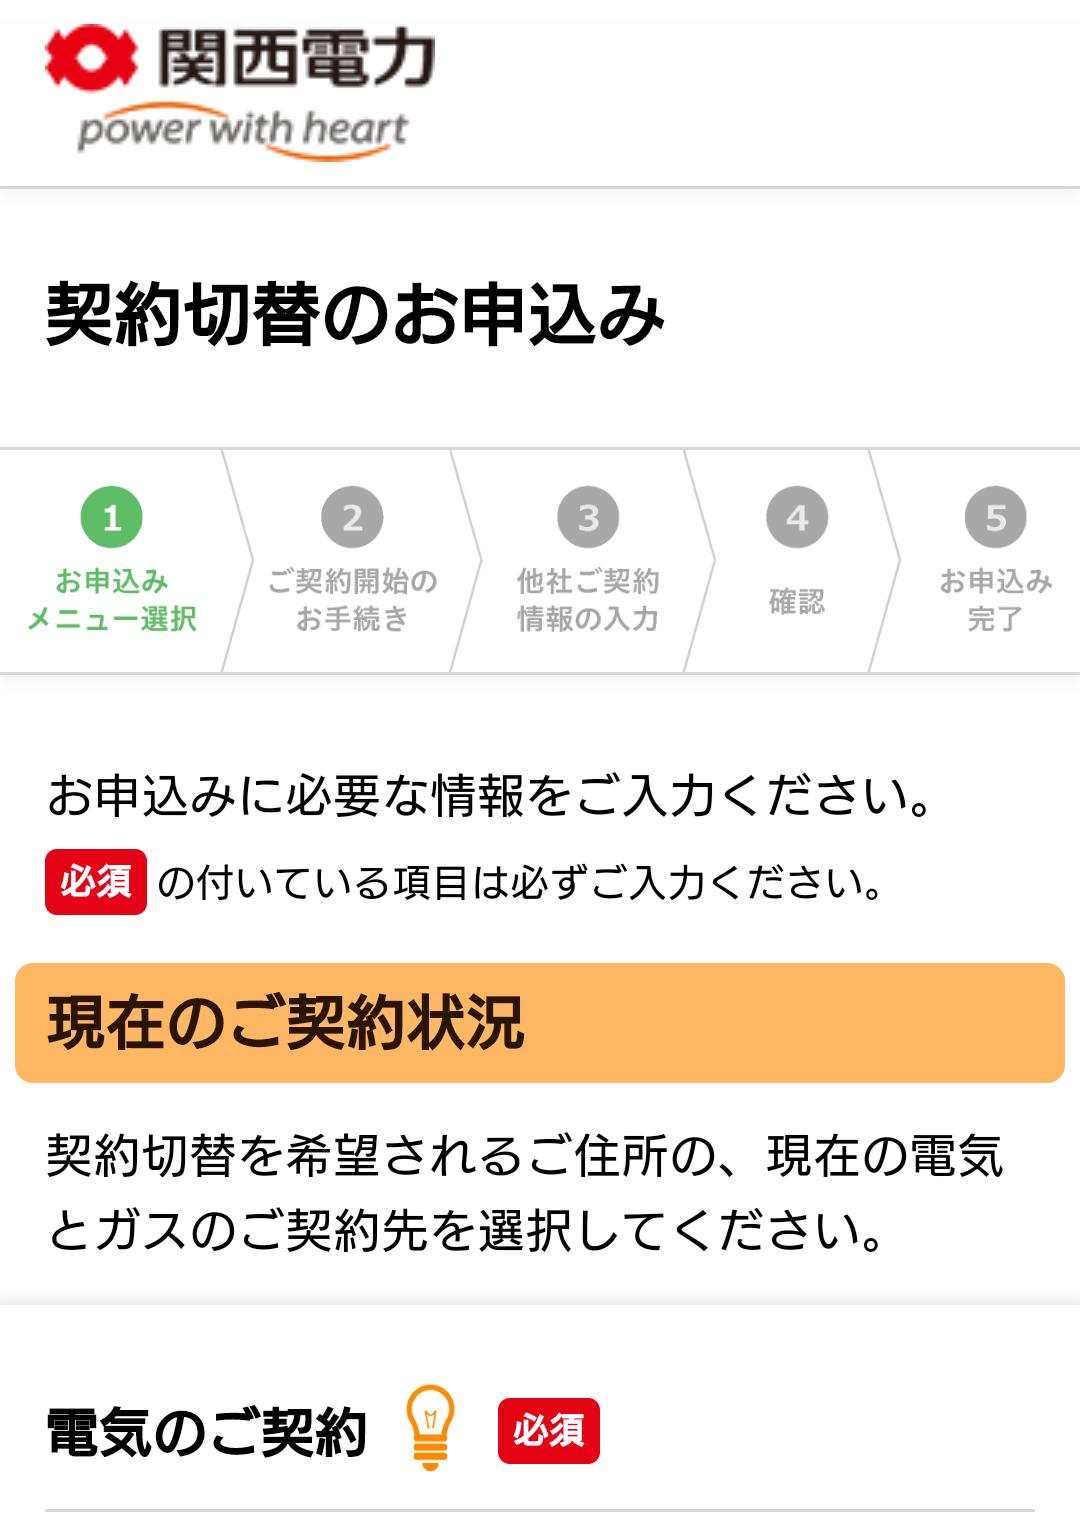 関西電力
power with heart
契約切替のお申込み
1
お申込み
メニュー選択
2
ご契約開始の
お手続き
3
他社ご契約
情報の入力
4
確認
5
お申込み
完了
お申込みに必要な情報をご入力ください。
必須 の付いている項目は必ずご入力ください。
現在のご契約状況
契約切替を希望されるご住所の、現在の電気
とガスのご契約先を選択してください。
電気のご契約 必須